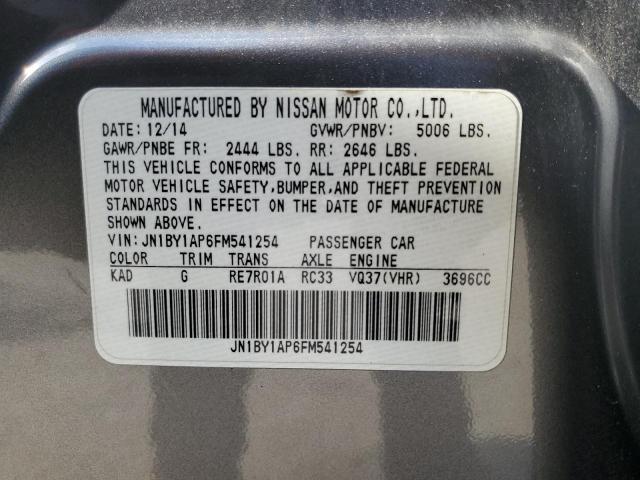 MANUFACTURED BY NISSAN MOTOR CO.,LTD.
DATE: 12/14 GVWR/PNBV: 5006 LBS.
GAWR/PNBE FR: 2444 LBS. RR: 2646 LBS.
THIS VEHICLE CONFORMS TO ALL APPLICABLE FEDERAL
MOTOR VEHICLE SAFETY,BUMPER,AND THEFT PREVENTION
STANDARDS IN EFFECT ON THE DATE OF MANUFACTURE
SHOWN ABOVE.
VIN:JN1BY1AP6FM541254 PASSENGER CAR
COLOR TRIM TRANS AXLE ENGINE
KAD G RE7R01A RC33 VQ37(VHR) 3696CC
JN1BY1AP6FM541254